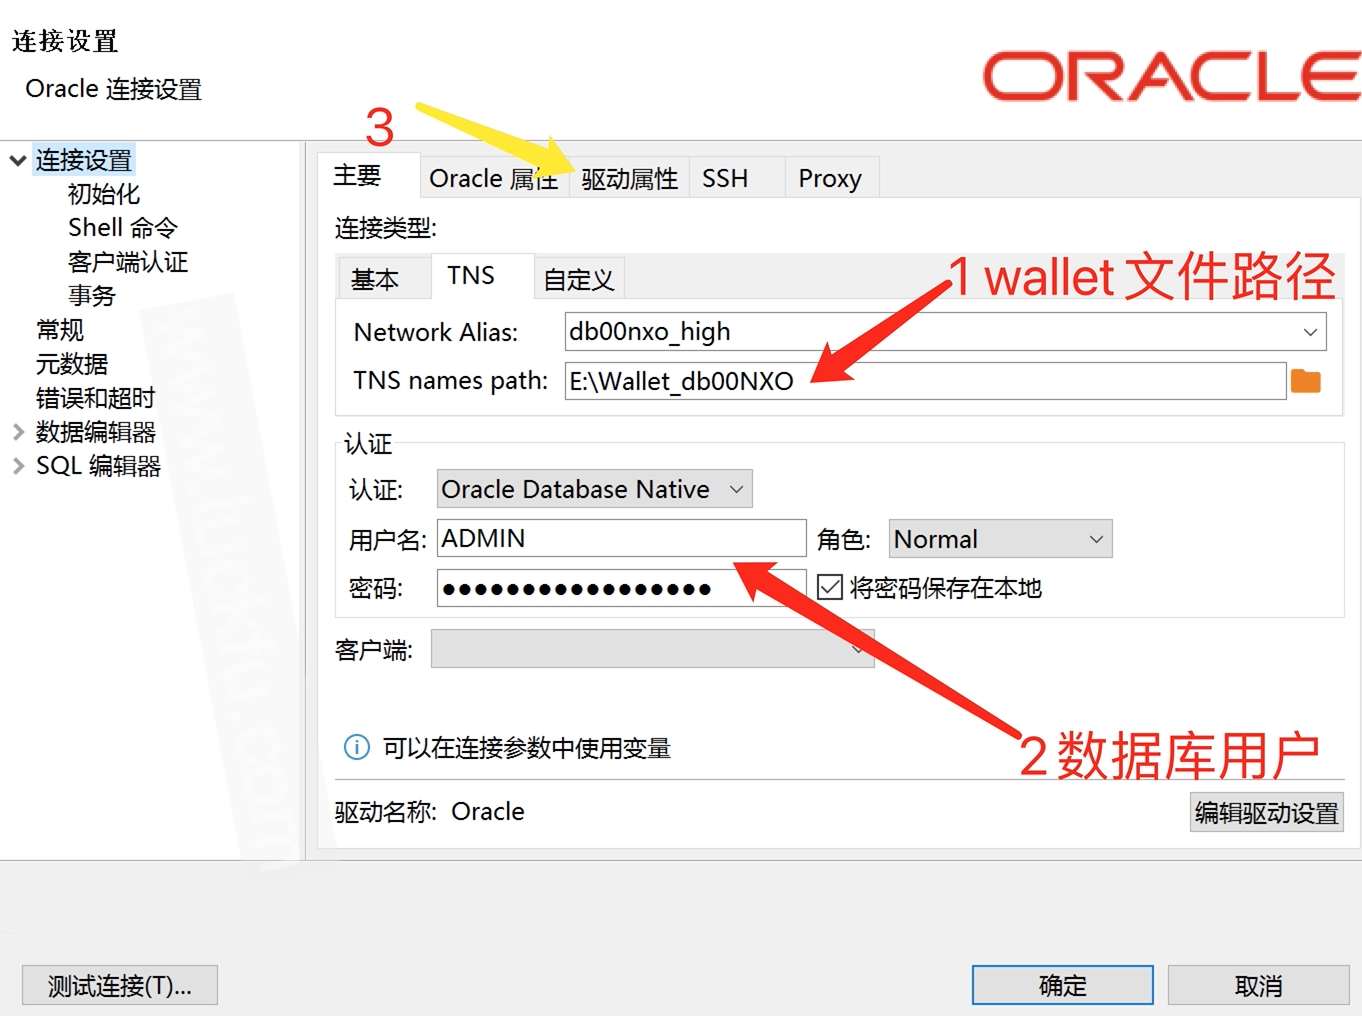 连接设置
Oracle 连接设置
ORACLE
3
连接设置
初始化
Shell 命令
客户端认证
事务
常规
元数据
错误和超时
数据编辑器
SQL 编辑器
主要
Oracle 属性
驱动属性
SSH
Proxy
连接类型:
基本
TNS
自定义
1 wallet 文件路径
Network Alias:
db00nxo_high
TNS names path:
E:\Wallet_db00NXO
认证
认证:
Oracle Database Native
用户名:
ADMIN
角色:
Normal
密码:
●●●●●●●●●●●●●●●●●
将密码保存在本地
客户端:
2 数据库用户
可以在连接参数中使用变量
驱动名称: Oracle
编辑驱动设置
测试连接(T)...
确定
取消
www.luckfu.com